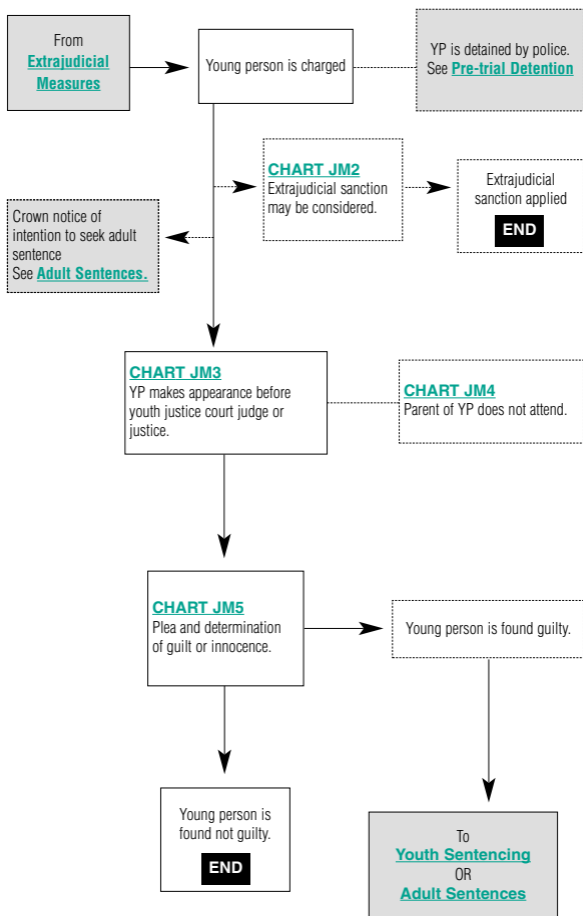 From
Extrajudicial
Measures
Young person is charged
YP is detained by police.
See Pre-trial Detention
CHART JM2
Extrajudicial sanction
may be considered.
Extrajudicial
sanction applied
END
Crown notice of
intention to seek adult
sentence
See Adult Sentences.
CHART JM3
YP makes appearance before
youth justice court judge or
justice.
CHART JM4
Parent of YP does not attend.
CHART JM5
Plea and determination
of guilt or innocence.
Young person is found guilty.
Young person is
found not guilty.
END
To
Youth Sentencing
OR
Adult Sentences